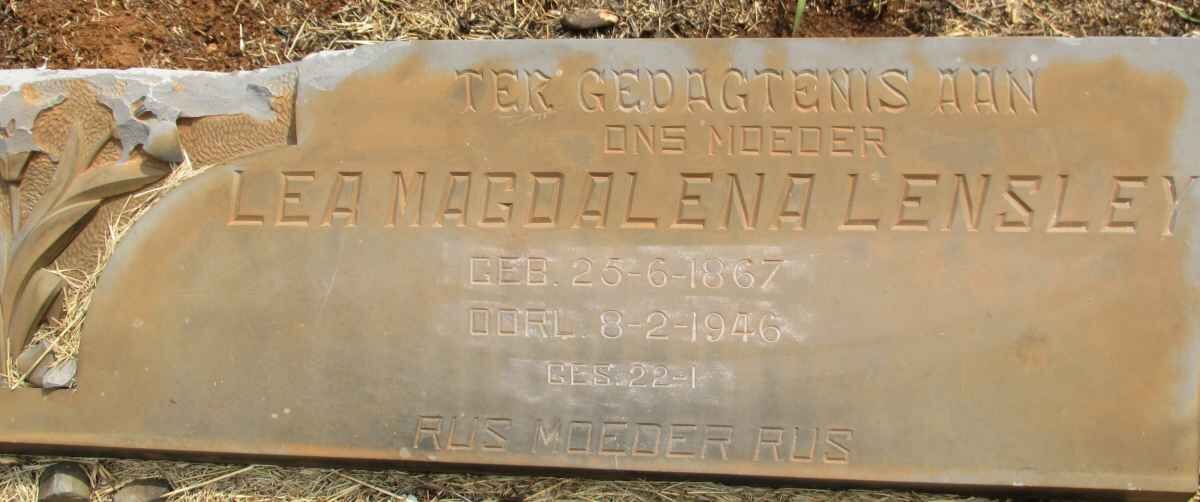 TER GEDAGTENIS AAN
ONS MOEDER
LEA MAGDALENA LENSLEY
GEB. 25-6-1867
OORL. 8-2-1946
GES. 22-1
RUS MOEDER RUS